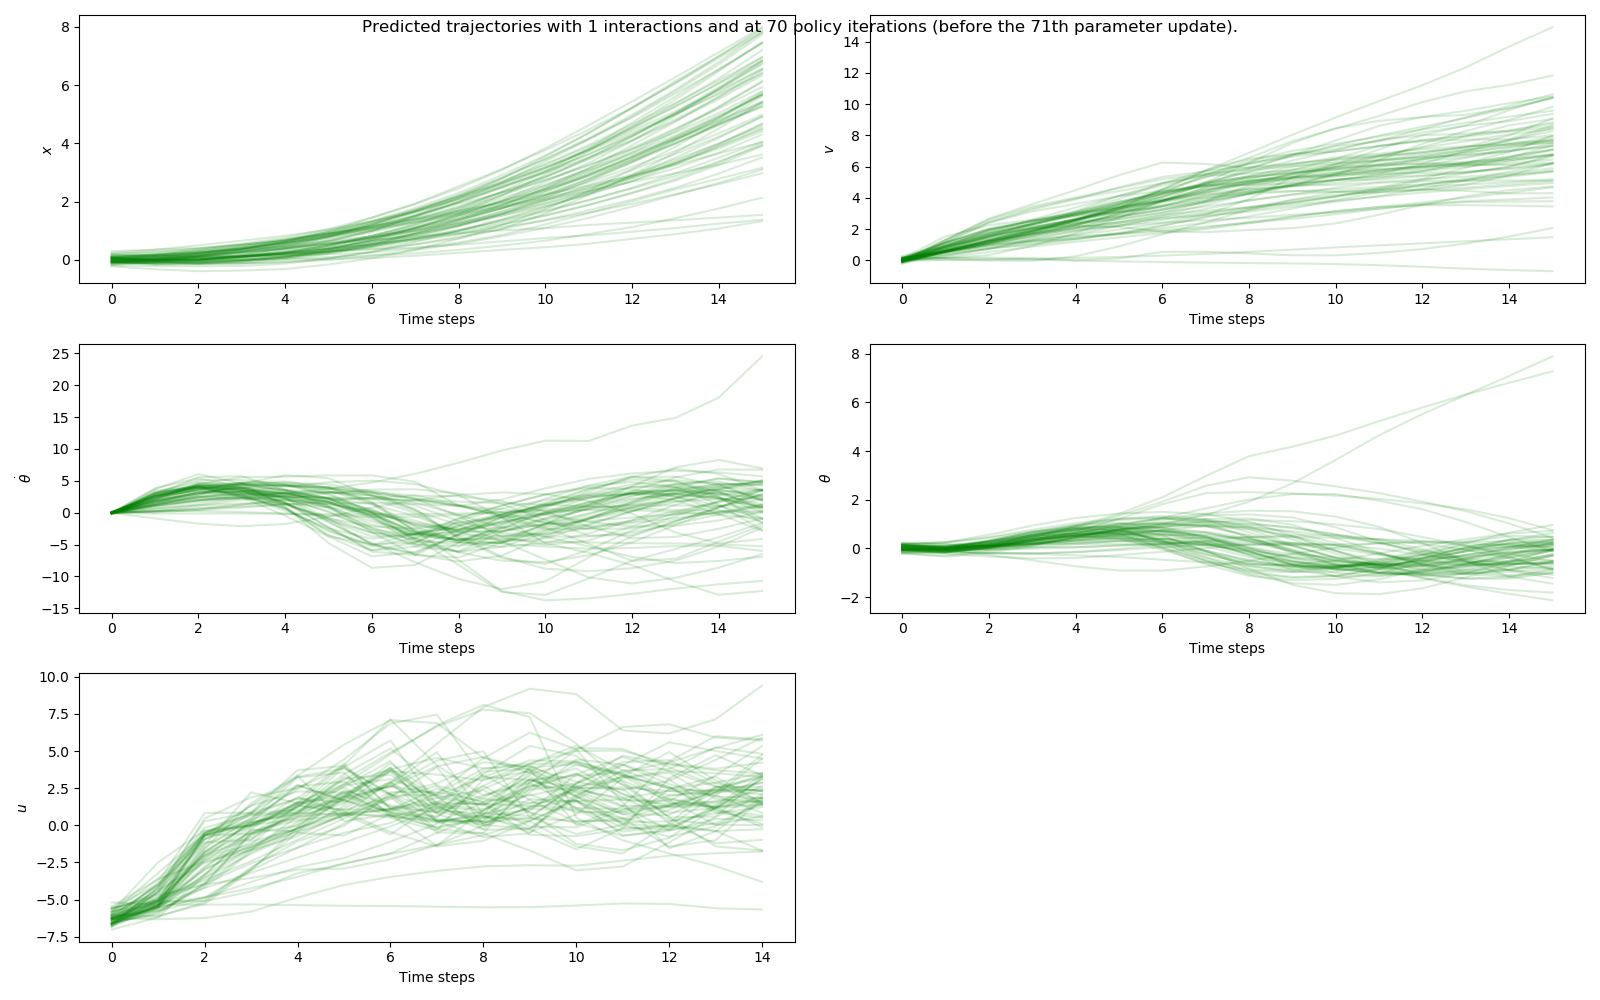 Predicted trajectories with 1 interactions and at 70 policy iterations (before the 71th parameter update).
8
6
4
2
0
x
0 2 4 6 8 10 12 14
Time steps
14
12
10
8
6
4
2
0
v
0 2 4 6 8 10 12 14
Time steps
25
20
15
10
5
0
−5
−10
−15
θ̇
0 2 4 6 8 10 12 14
Time steps
8
6
4
2
0
−2
θ
0 2 4 6 8 10 12 14
Time steps
10.0
7.5
5.0
2.5
0.0
−2.5
−5.0
−7.5
u
0 2 4 6 8 10 12 14
Time steps